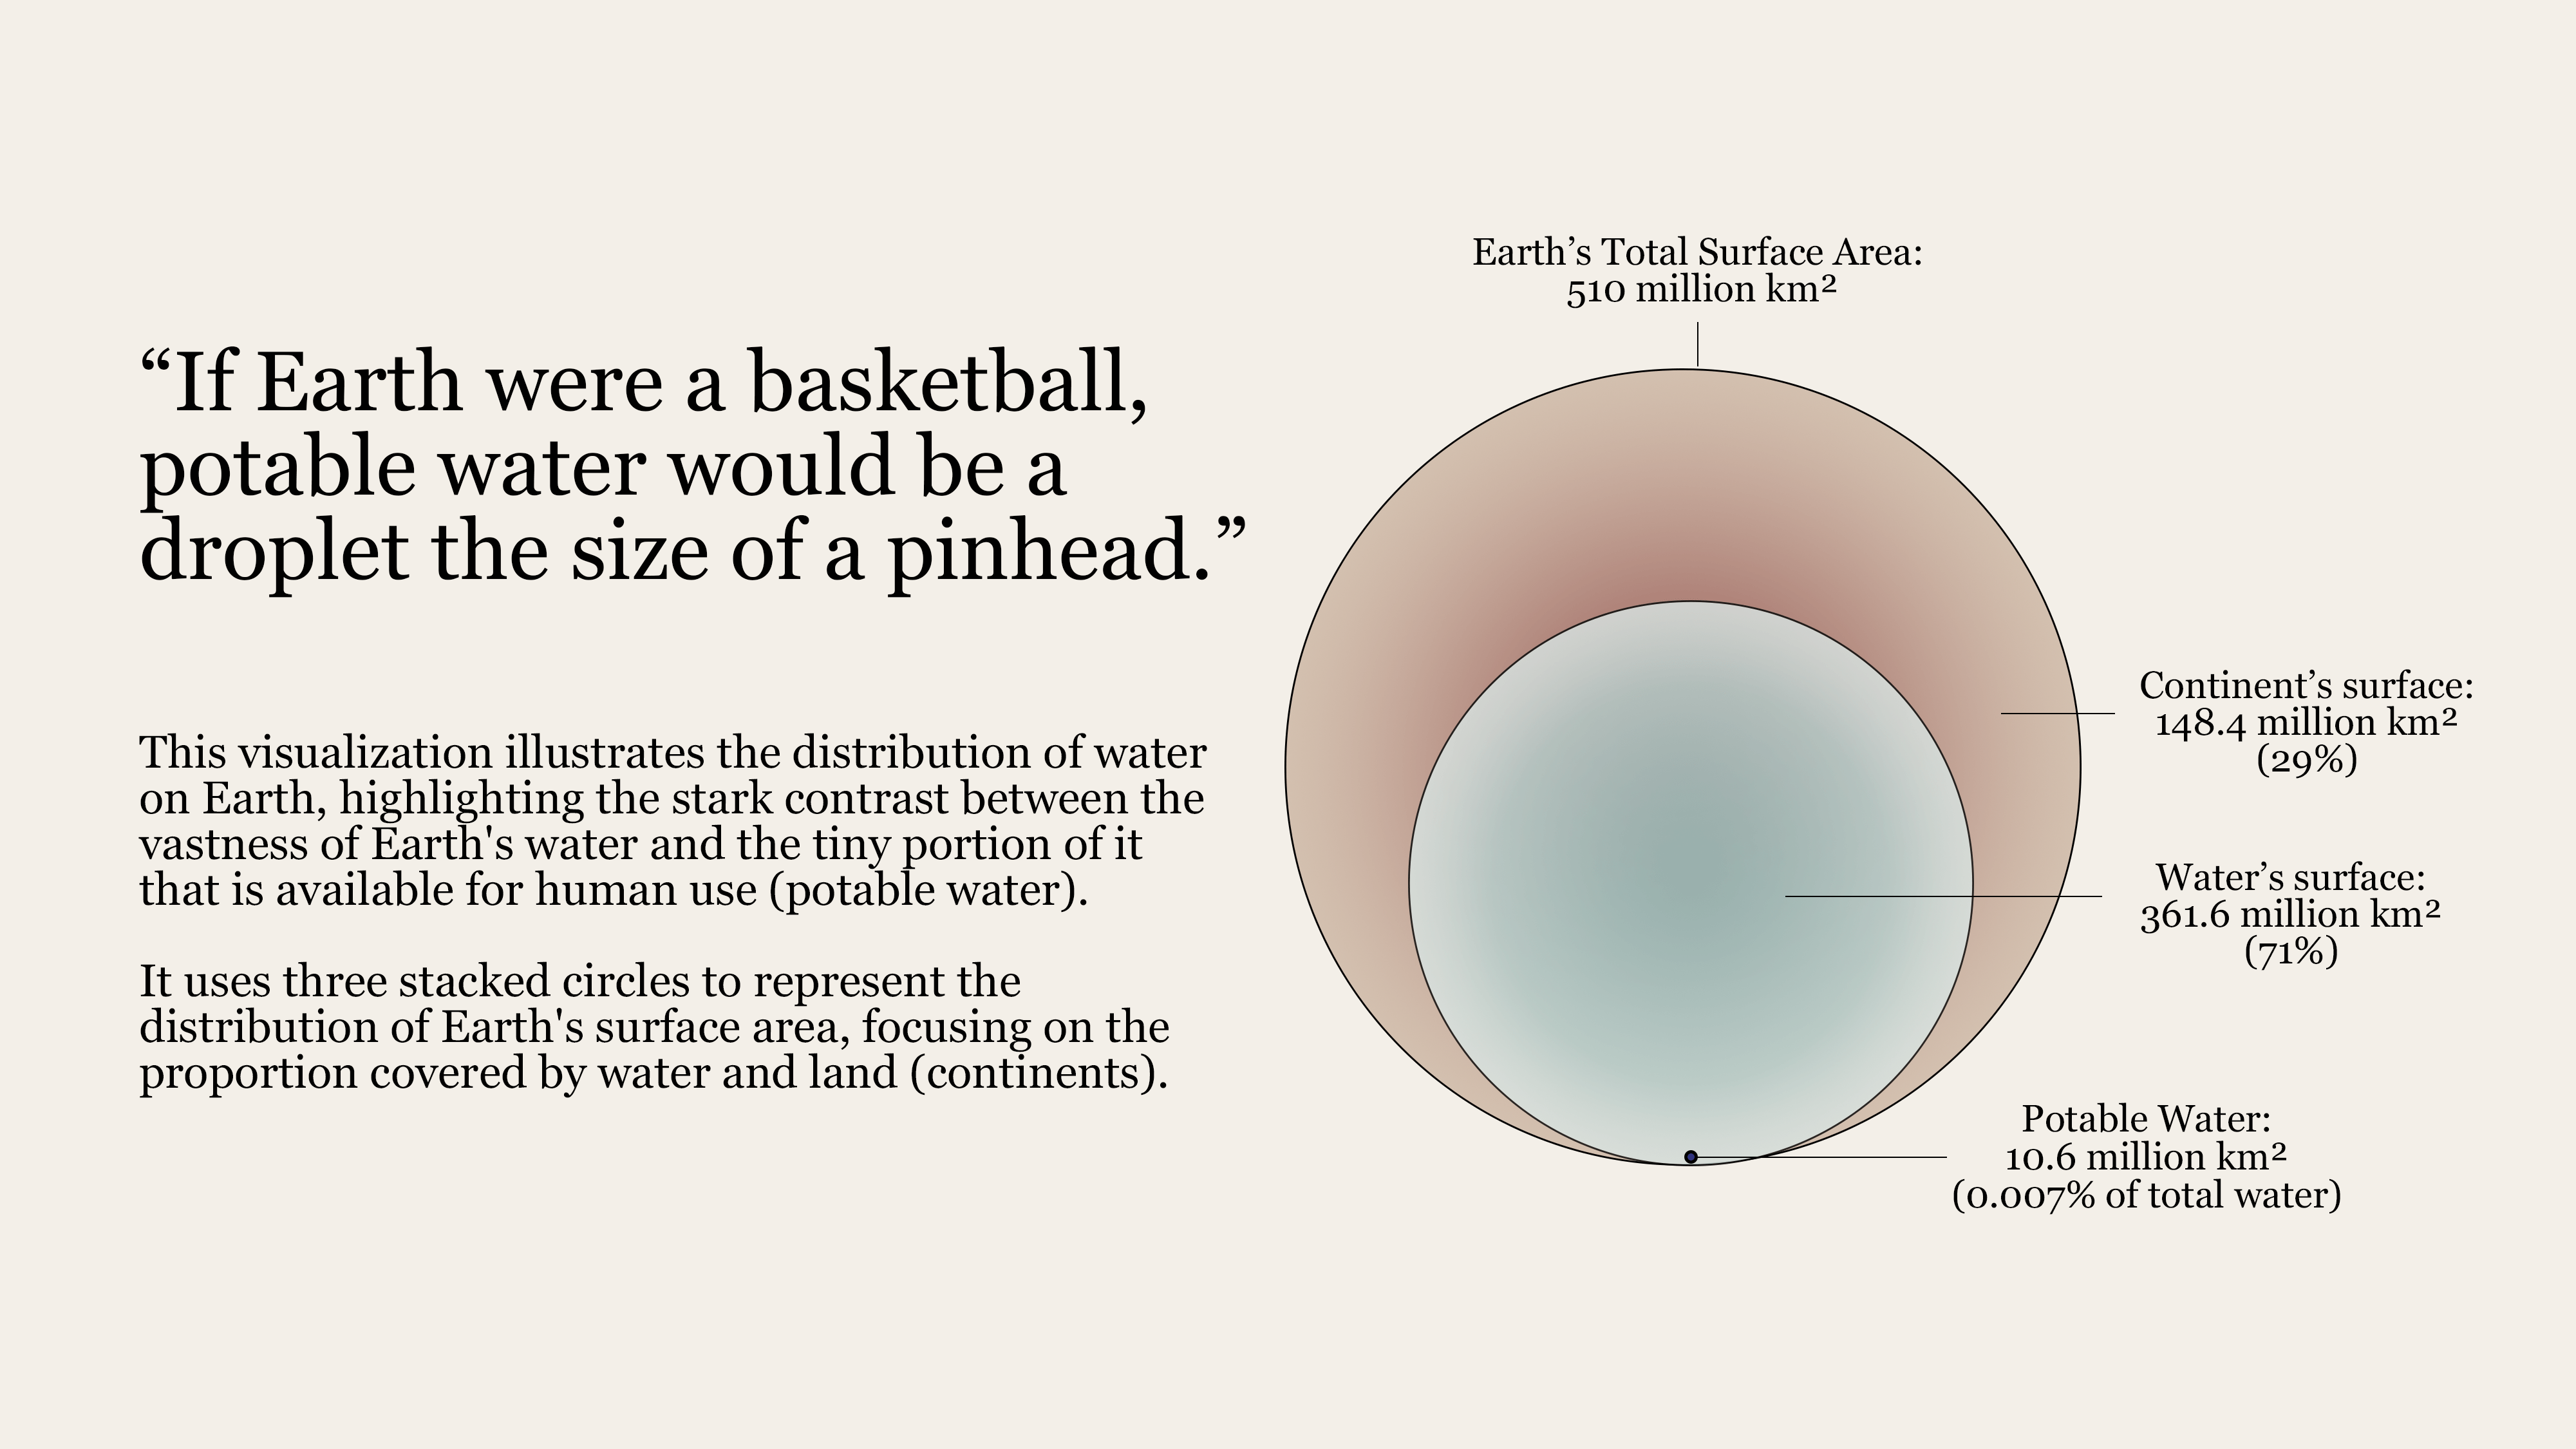 “If Earth were a basketball,
potable water would be a
droplet the size of a pinhead.”
This visualization illustrates the distribution of water
on Earth, highlighting the stark contrast between the
vastness of Earth's water and the tiny portion of it
that is available for human use (potable water).
It uses three stacked circles to represent the
distribution of Earth's surface area, focusing on the
proportion covered by water and land (continents).
Earth’s Total Surface Area:
510 million km²
Continent’s surface:
148.4 million km²
(29%)
Water’s surface:
361.6 million km²
(71%)
Potable Water:
10.6 million km²
(0.007% of total water)